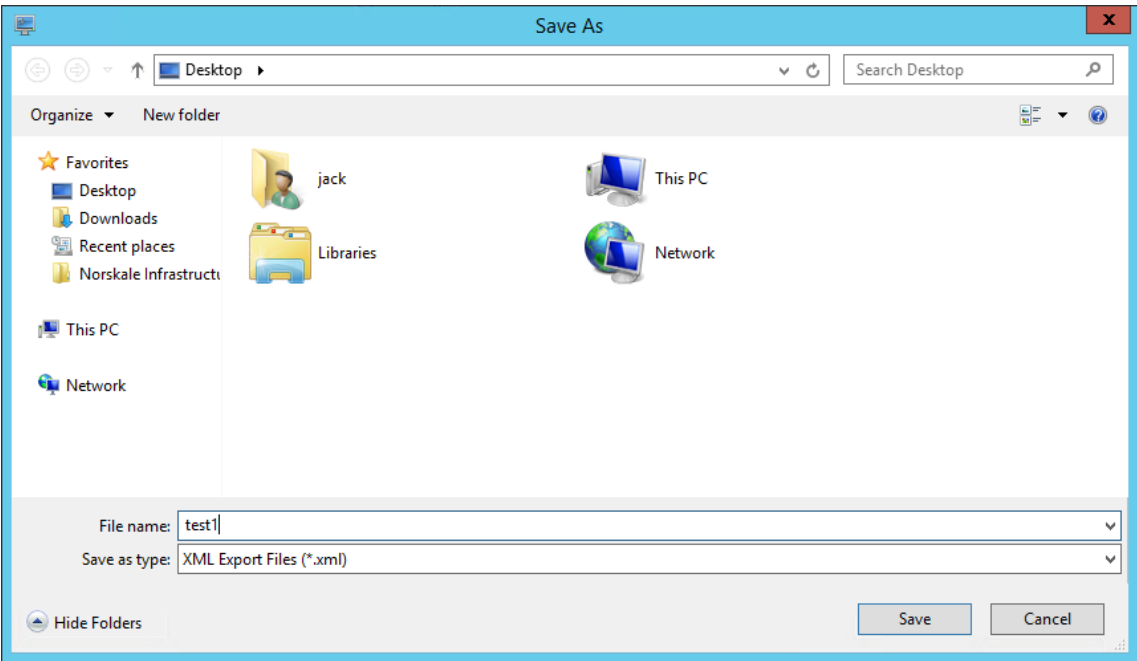 Save As
x
Desktop
Search Desktop
Organize
New folder
?
Favorites
Desktop
Downloads
Recent places
Norskale Infrastructu
This PC
Network
jack
This PC
Libraries
Network
File name: test1
Save as type: XML Export Files (*.xml)
Hide Folders
Save
Cancel